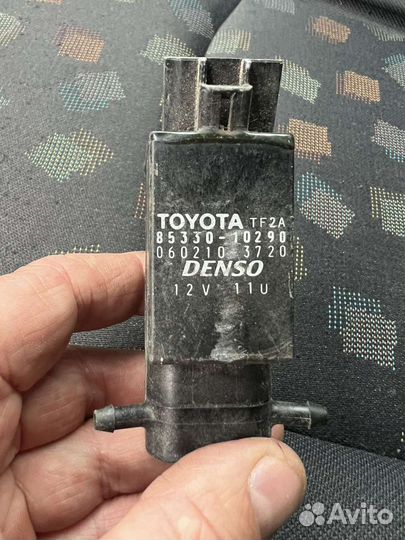 TOYOTA TF2A
85330-10290
060210-3720
DENSO
12V 11U
Avito